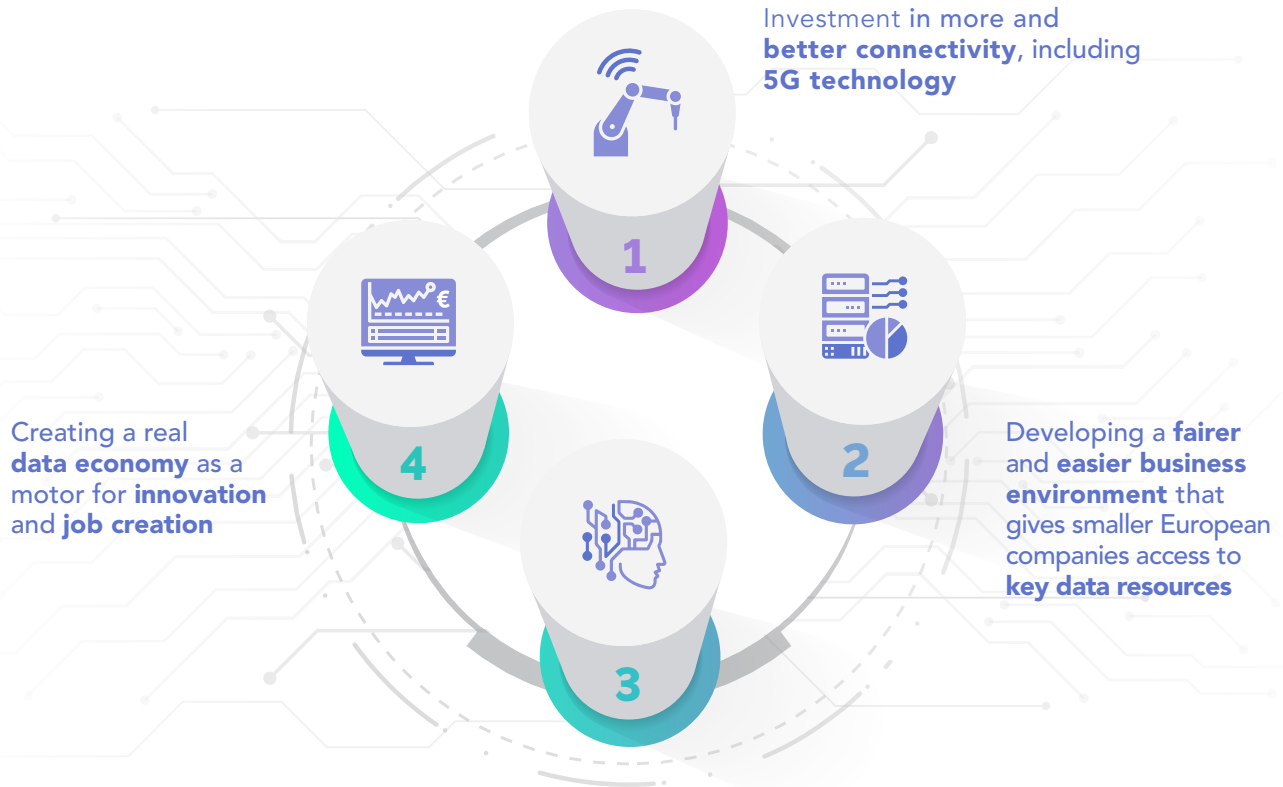 Investment in more and
better connectivity, including
5G technology
1
2
Developing a fairer
and easier business
environment that
gives smaller European
companies access to
key data resources
3
€
4
Creating a real
data economy as a
motor for innovation
and job creation